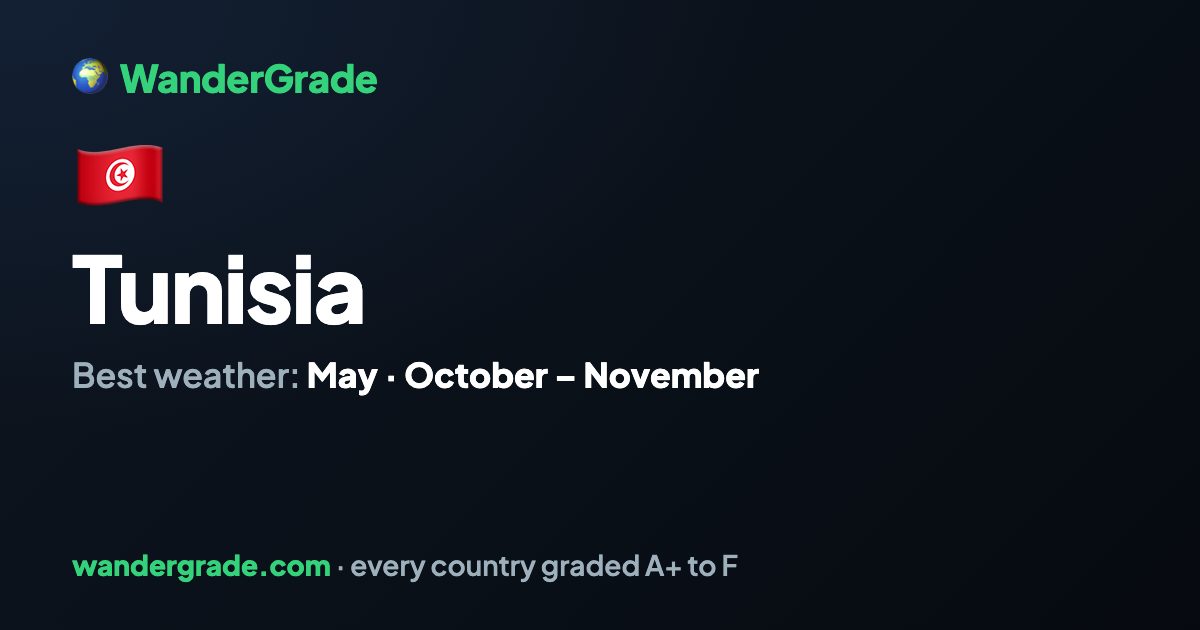 WanderGrade
Tunisia
Best weather: May · October – November
wandergrade.com · every country graded A+ to F